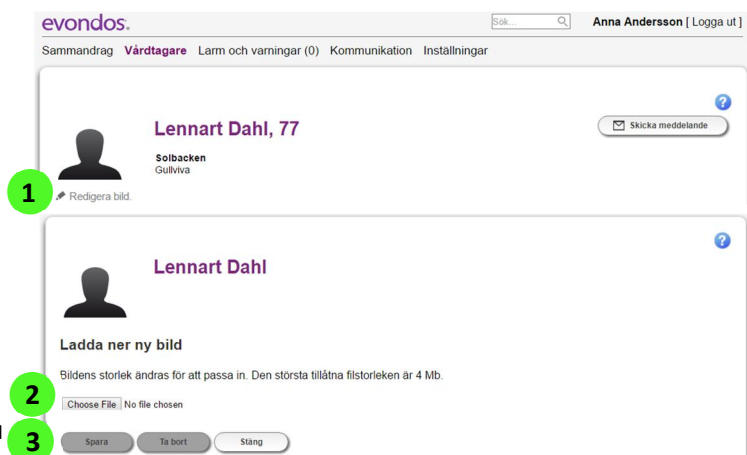 evondos.
Sök...
Anna Andersson [ Logga ut ]
Sammandrag Vårdtagare Larm och varningar (0) Kommunikation Inställningar
Lennart Dahl, 77
Skicka meddelande
Solbacken
Gullviva
1
Redigera bild.
Lennart Dahl
Ladda ner ny bild
Bildens storlek ändras för att passa in. Den största tillåtna filstorleken är 4 Mb.
2
Choose File No file chosen
3
Spara Ta bort Stäng